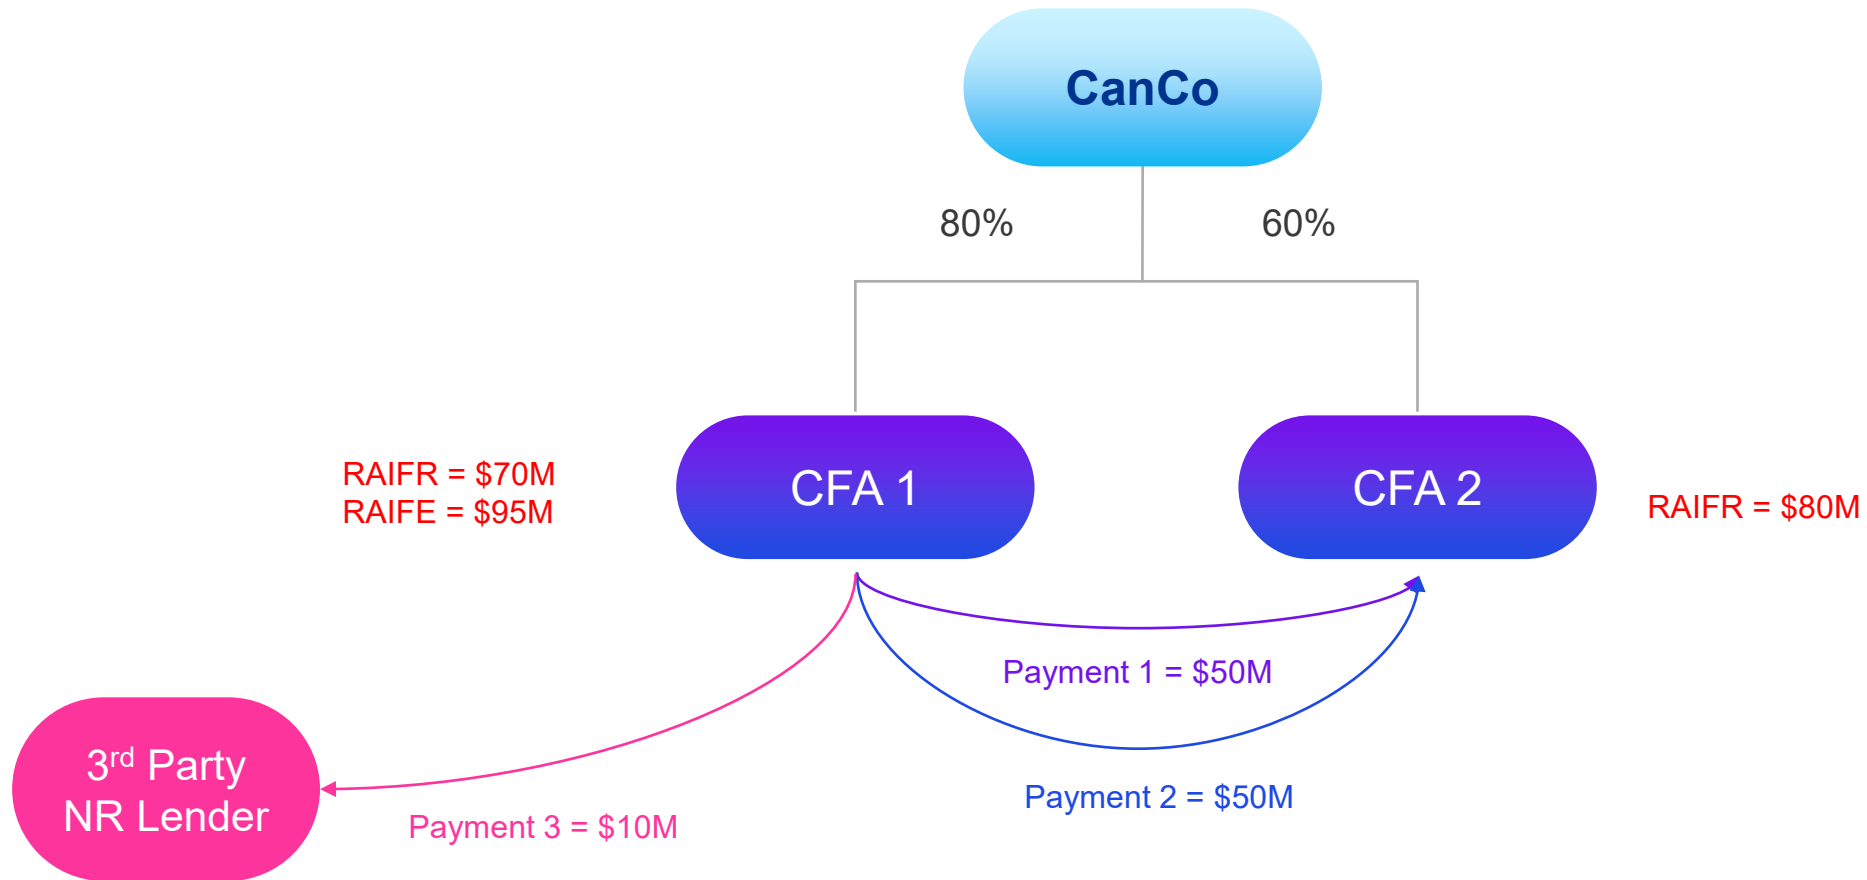 CanCo
80%
60%
RAIFR = $70M
RAIFE = $95M
CFA 1
CFA 2
RAIFR = $80M
Payment 1 = $50M
3rd Party
NR Lender
Payment 2 = $50M
Payment 3 = $10M